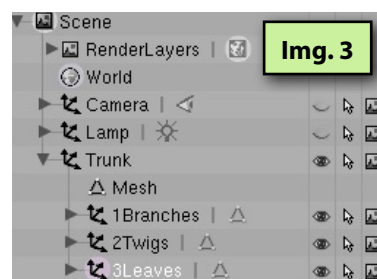 Scene
RenderLayers |
Img. 3
World
Camera |
Lamp |
Trunk
Mesh
1Branches |
2Twigs |
3Leaves |